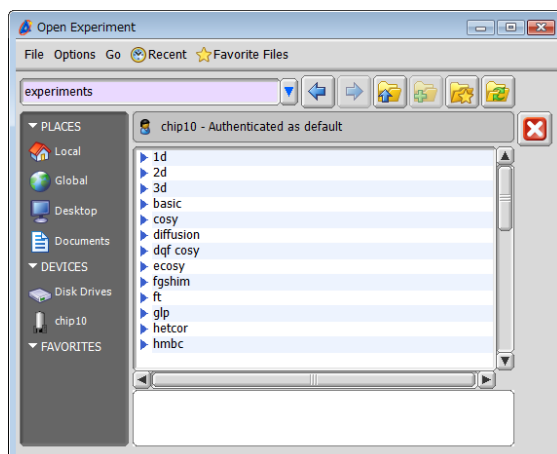 Open Experiment
File Options Go Recent Favorite Files
experiments
PLACES
Local
Global
Desktop
Documents
DEVICES
Disk Drives
chip10
FAVORITES
chip10 - Authenticated as default
1d
2d
3d
basic
cosy
diffusion
dqf cosy
ecosy
fgshim
ft
glp
hetcor
hmbc